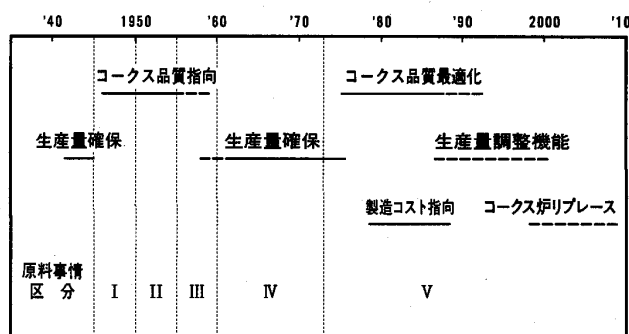 '40 1950 '60 '70 '80 '90 2000 '10
コークス品質指向 コークス品質最適化
生産量確保 生産量確保 生産量調整機能
製造コスト指向 コークス炉リプレース
原料事情
区 分 I II III IV V